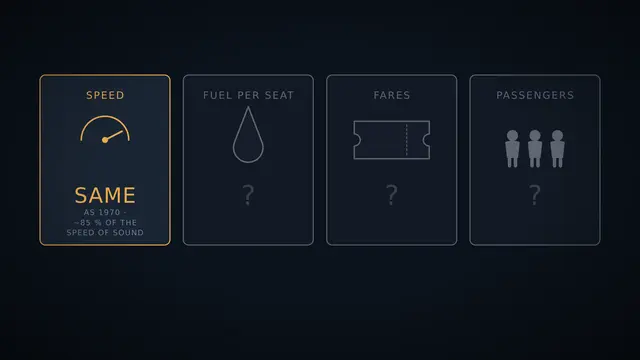 SPEED
SAME
AS 1970 -
~85 % OF THE
SPEED OF SOUND
FUEL PER SEAT
?
FARES
?
PASSENGERS
?